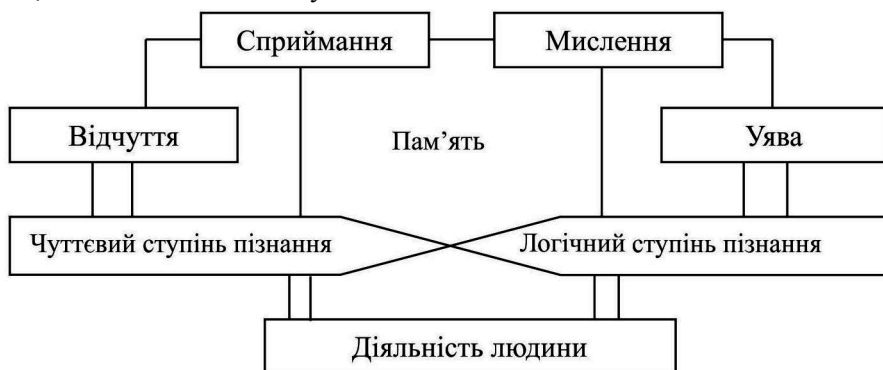 Сприймання
Мислення
Відчуття
Пам’ять
Уява
Чуттєвий ступінь пізнання
Логічний ступінь пізнання
Діяльність людини